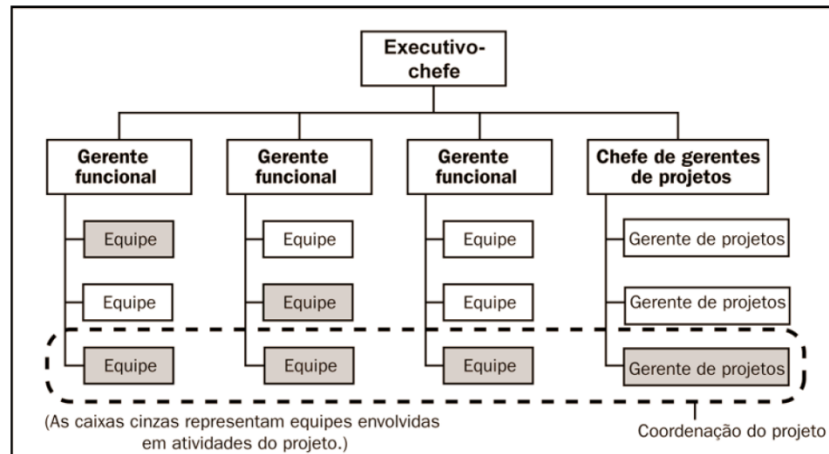 Executivo-
chefe
Gerente
funcional
Gerente
funcional
Gerente
funcional
Chefe de gerentes
de projetos
Equipe
Equipe
Equipe
Gerente de projetos
Equipe
Equipe
Equipe
Gerente de projetos
Equipe
Equipe
Equipe
Gerente de projetos
(As caixas cinzas representam equipes envolvidas
em atividades do projeto.)
Coordenação do projeto